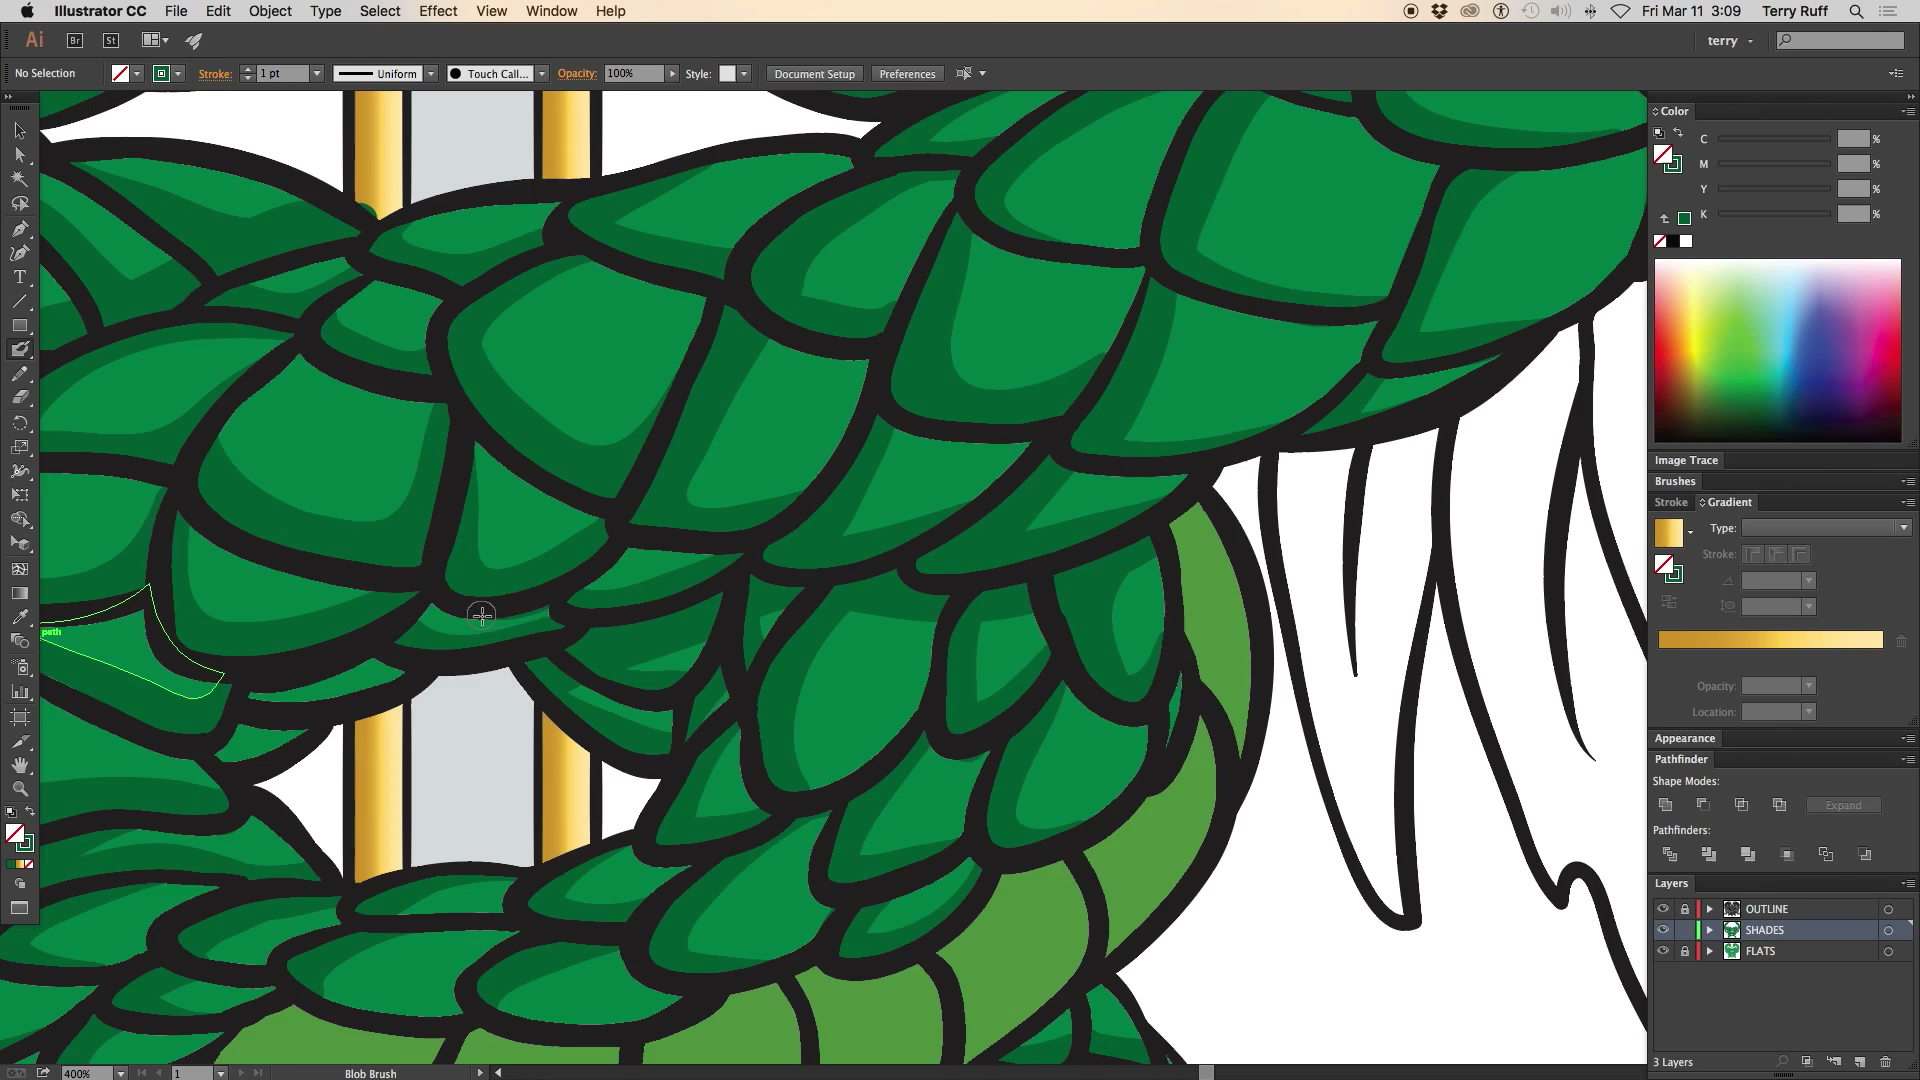 Illustrator CC File Edit Object Type Select Effect View Window Help Fri Mar 11 3:09 Terry Ruff
Ai Br St terry
No Selection Stroke: 1 pt Uniform Touch Call... Opacity: 100% Style: Document Setup Preferences
Color
C %
M %
Y %
K %
Image Trace
Brushes
Stroke Gradient
Type:
Stroke:
path
Opacity:
Location:
Appearance
Pathfinder
Shape Modes:
Expand
Pathfinders:
Layers
OUTLINE
SHADES
FLATS
3 Layers
400% 1 Blob Brush